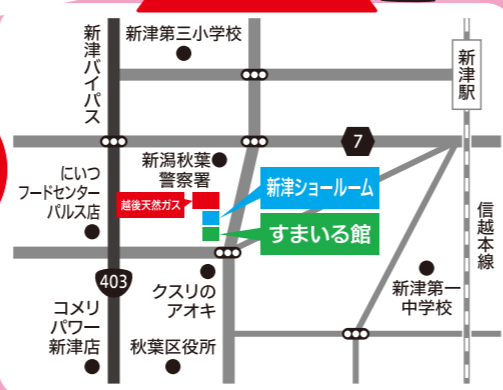 新津バイパス
新津第三小学校
新津駅
7
新潟秋葉
警察署
にいつ
フードセンター
パルス店
越後天然ガス
新津ショールーム
すまいる館
信越本線
403
クスリの
アオキ
新津第一
中学校
コメリ
パワー
新津店
秋葉区役所